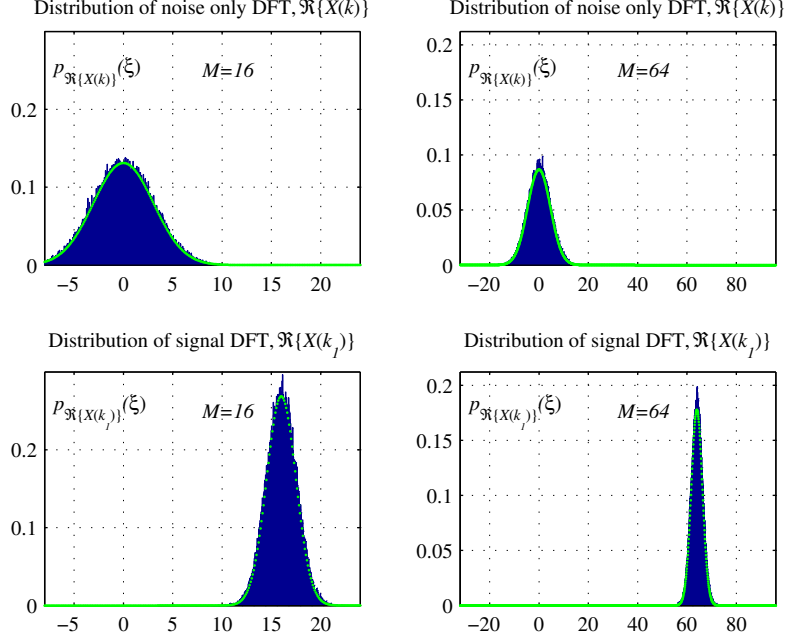 Distribution of noise only DFT, ℜ{X(k)}
p_ℜ{X(k)}(ξ)
M=16
0.2
0.1
0
−5 0 5 10 15 20
Distribution of noise only DFT, ℜ{X(k)}
p_ℜ{X(k)}(ξ)
M=64
0.2
0.15
0.1
0.05
0
−20 0 20 40 60 80
Distribution of signal DFT, ℜ{X(k_1)}
p_ℜ{X(k_1)}(ξ)
M=16
0.2
0.1
0
−5 0 5 10 15 20
Distribution of signal DFT, ℜ{X(k_1)}
p_ℜ{X(k_1)}(ξ)
M=64
0.2
0.15
0.1
0.05
0
−20 0 20 40 60 80